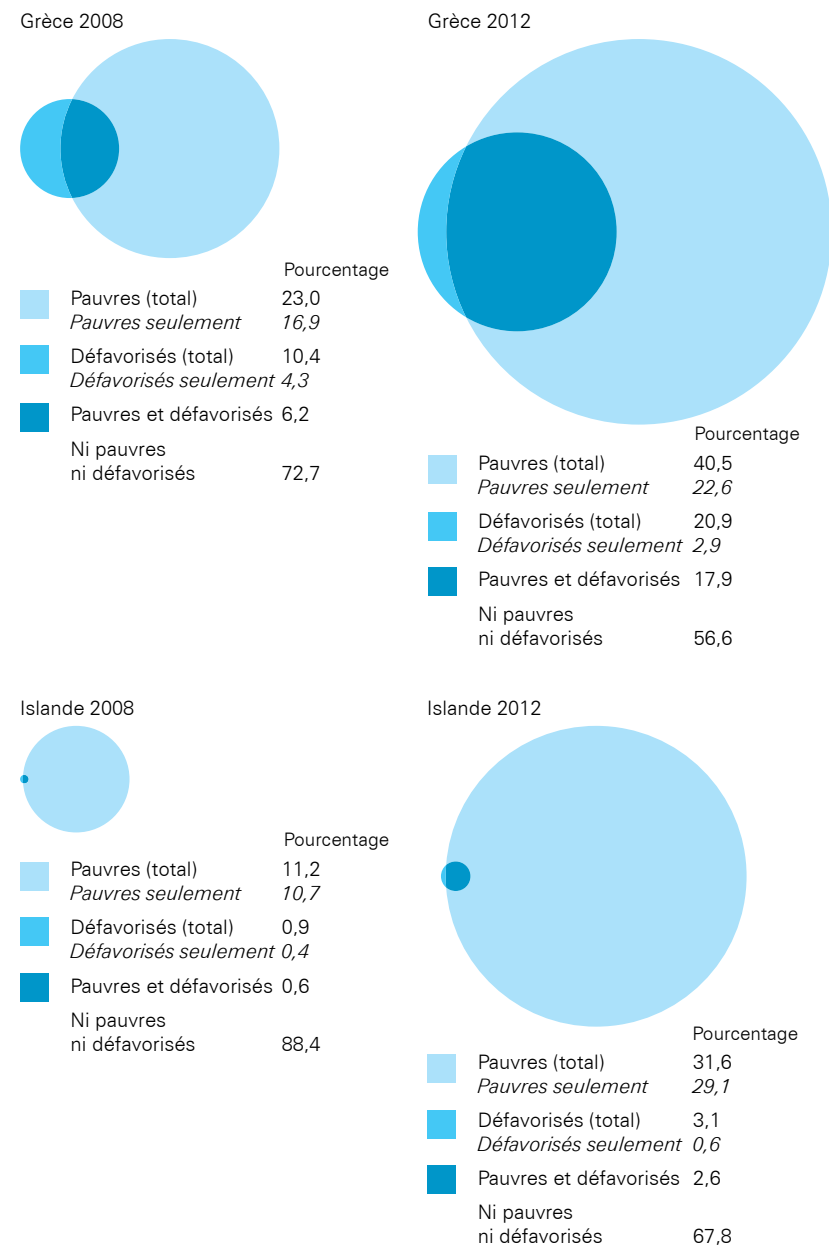 Grèce 2008
Pourcentage
Pauvres (total) 23,0
Pauvres seulement 16,9
Défavorisés (total) 10,4
Défavorisés seulement 4,3
Pauvres et défavorisés 6,2
Ni pauvres
ni défavorisés 72,7
Grèce 2012
Pourcentage
Pauvres (total) 40,5
Pauvres seulement 22,6
Défavorisés (total) 20,9
Défavorisés seulement 2,9
Pauvres et défavorisés 17,9
Ni pauvres
ni défavorisés 56,6
Islande 2008
Pourcentage
Pauvres (total) 11,2
Pauvres seulement 10,7
Défavorisés (total) 0,9
Défavorisés seulement 0,4
Pauvres et défavorisés 0,6
Ni pauvres
ni défavorisés 88,4
Islande 2012
Pourcentage
Pauvres (total) 31,6
Pauvres seulement 29,1
Défavorisés (total) 3,1
Défavorisés seulement 0,6
Pauvres et défavorisés 2,6
Ni pauvres
ni défavorisés 67,8